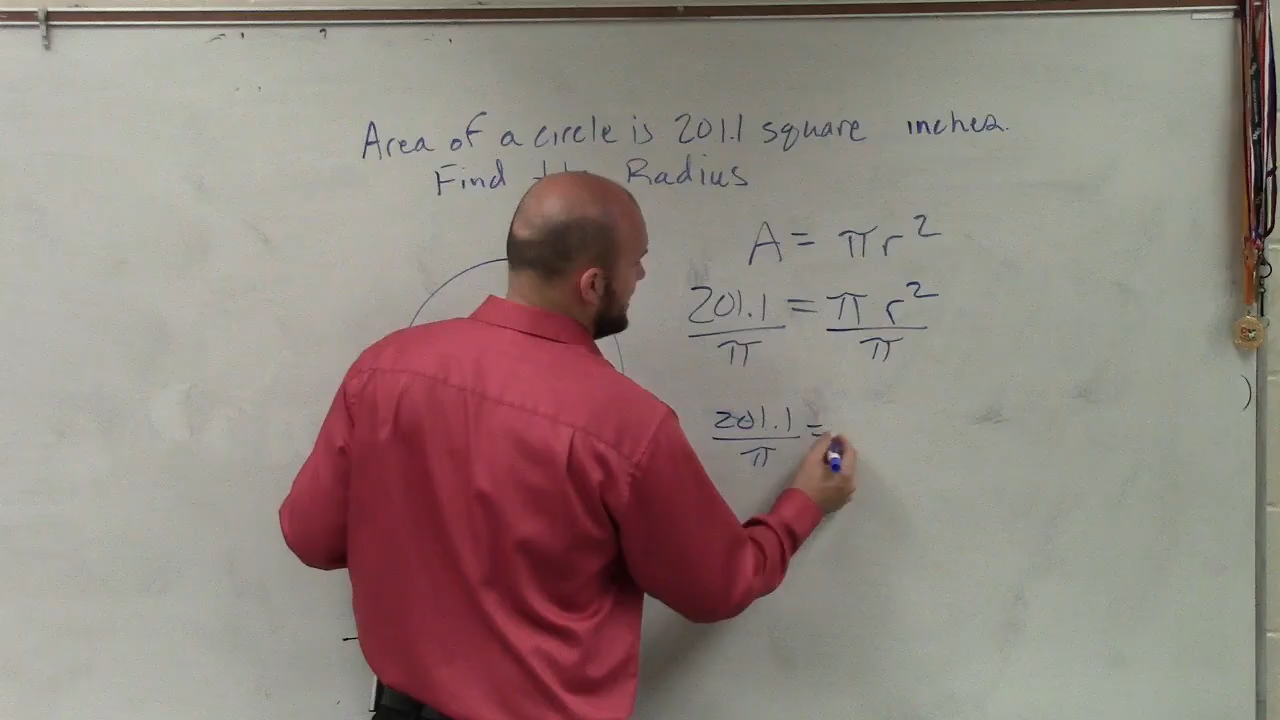 Area of a circle is 201.1 square inches.
Find Radius
A = πr²
201.1 = πr²
π π
201.1 =
π